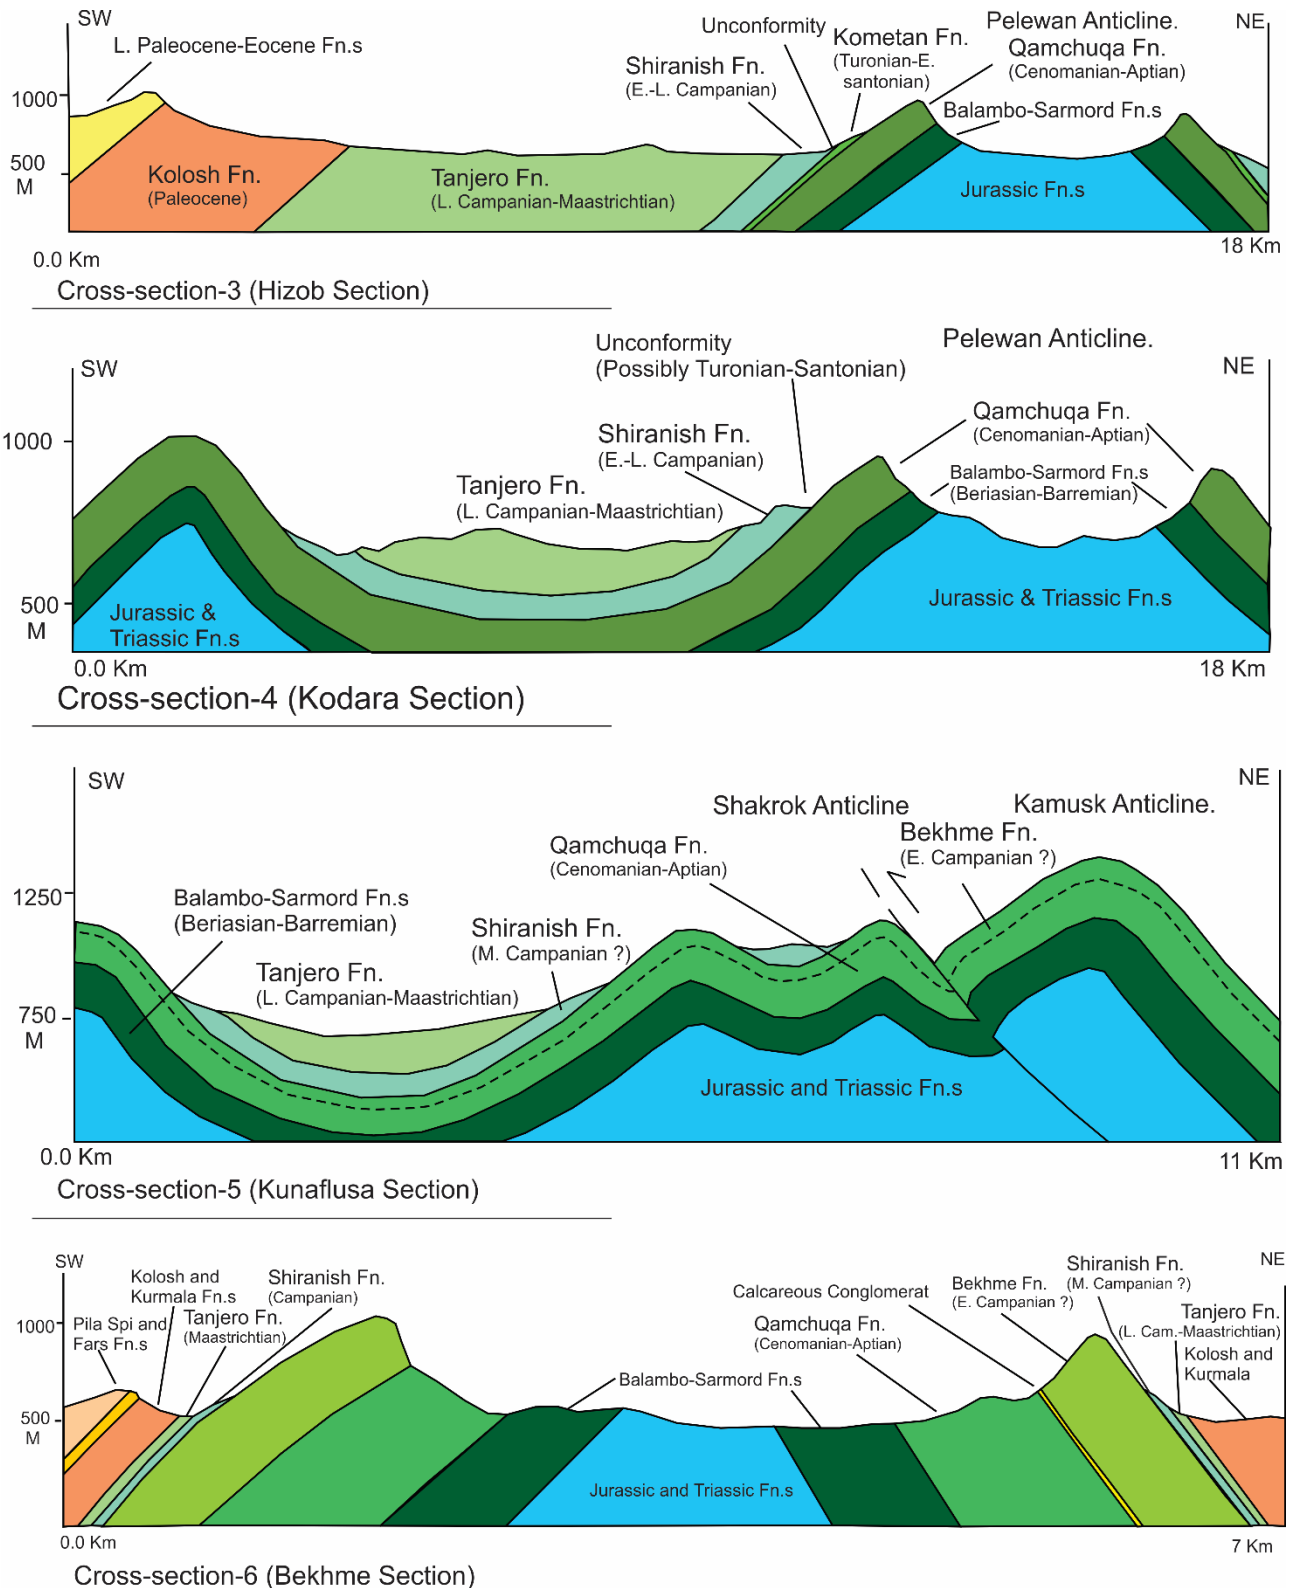 SW
L. Paleocene-Eocene Fn.s
Unconformity
Kometan Fn.
(Turonian-E.
santonian)
Pelewan Anticline.
NE
Qamchuqa Fn.
(Cenomanian-Aptian)
Shiranish Fn.
(E.-L. Campanian)
Balambo-Sarmord Fn.s
1000
500
M
Kolosh Fn.
(Paleocene)
Tanjero Fn.
(L. Campanian-Maastrichtian)
Jurassic Fn.s
0.0 Km
18 Km
Cross-section-3 (Hizob Section)
SW
Unconformity
(Possibly Turonian-Santonian)
Pelewan Anticline.
NE
Qamchuqa Fn.
(Cenomanian-Aptian)
Shiranish Fn.
(E.-L. Campanian)
Balambo-Sarmord Fn.s
(Beriasian-Barremian)
Tanjero Fn.
(L. Campanian-Maastrichtian)
1000
500
M
Jurassic &
Triassic Fn.s
Jurassic & Triassic Fn.s
0.0 Km
18 Km
Cross-section-4 (Kodara Section)
SW
NE
Shakrok Anticline
Kamusk Anticline.
Bekhme Fn.
(E. Campanian ?)
Qamchuqa Fn.
(Cenomanian-Aptian)
1250
Balambo-Sarmord Fn.s
(Beriasian-Barremian)
Shiranish Fn.
(M. Campanian ?)
Tanjero Fn.
(L. Campanian-Maastrichtian)
750
M
Jurassic and Triassic Fn.s
0.0 Km
11 Km
Cross-section-5 (Kunaflusa Section)
SW
NE
Kolosh and
Kurmala Fn.s
Shiranish Fn.
(Campanian)
Tanjero Fn.
(Maastrichtian)
Pila Spi and
Fars Fn.s
Calcareous Conglomerat
Qamchuqa Fn.
(Cenomanian-Aptian)
Bekhme Fn.
(E. Campanian ?)
Shiranish Fn.
(M. Campanian ?)
Tanjero Fn.
(L. Cam.-Maastrichtian)
Kolosh and
Kurmala
1000
500
M
Balambo-Sarmord Fn.s
Jurassic and Triassic Fn.s
0.0 Km
7 Km
Cross-section-6 (Bekhme Section)